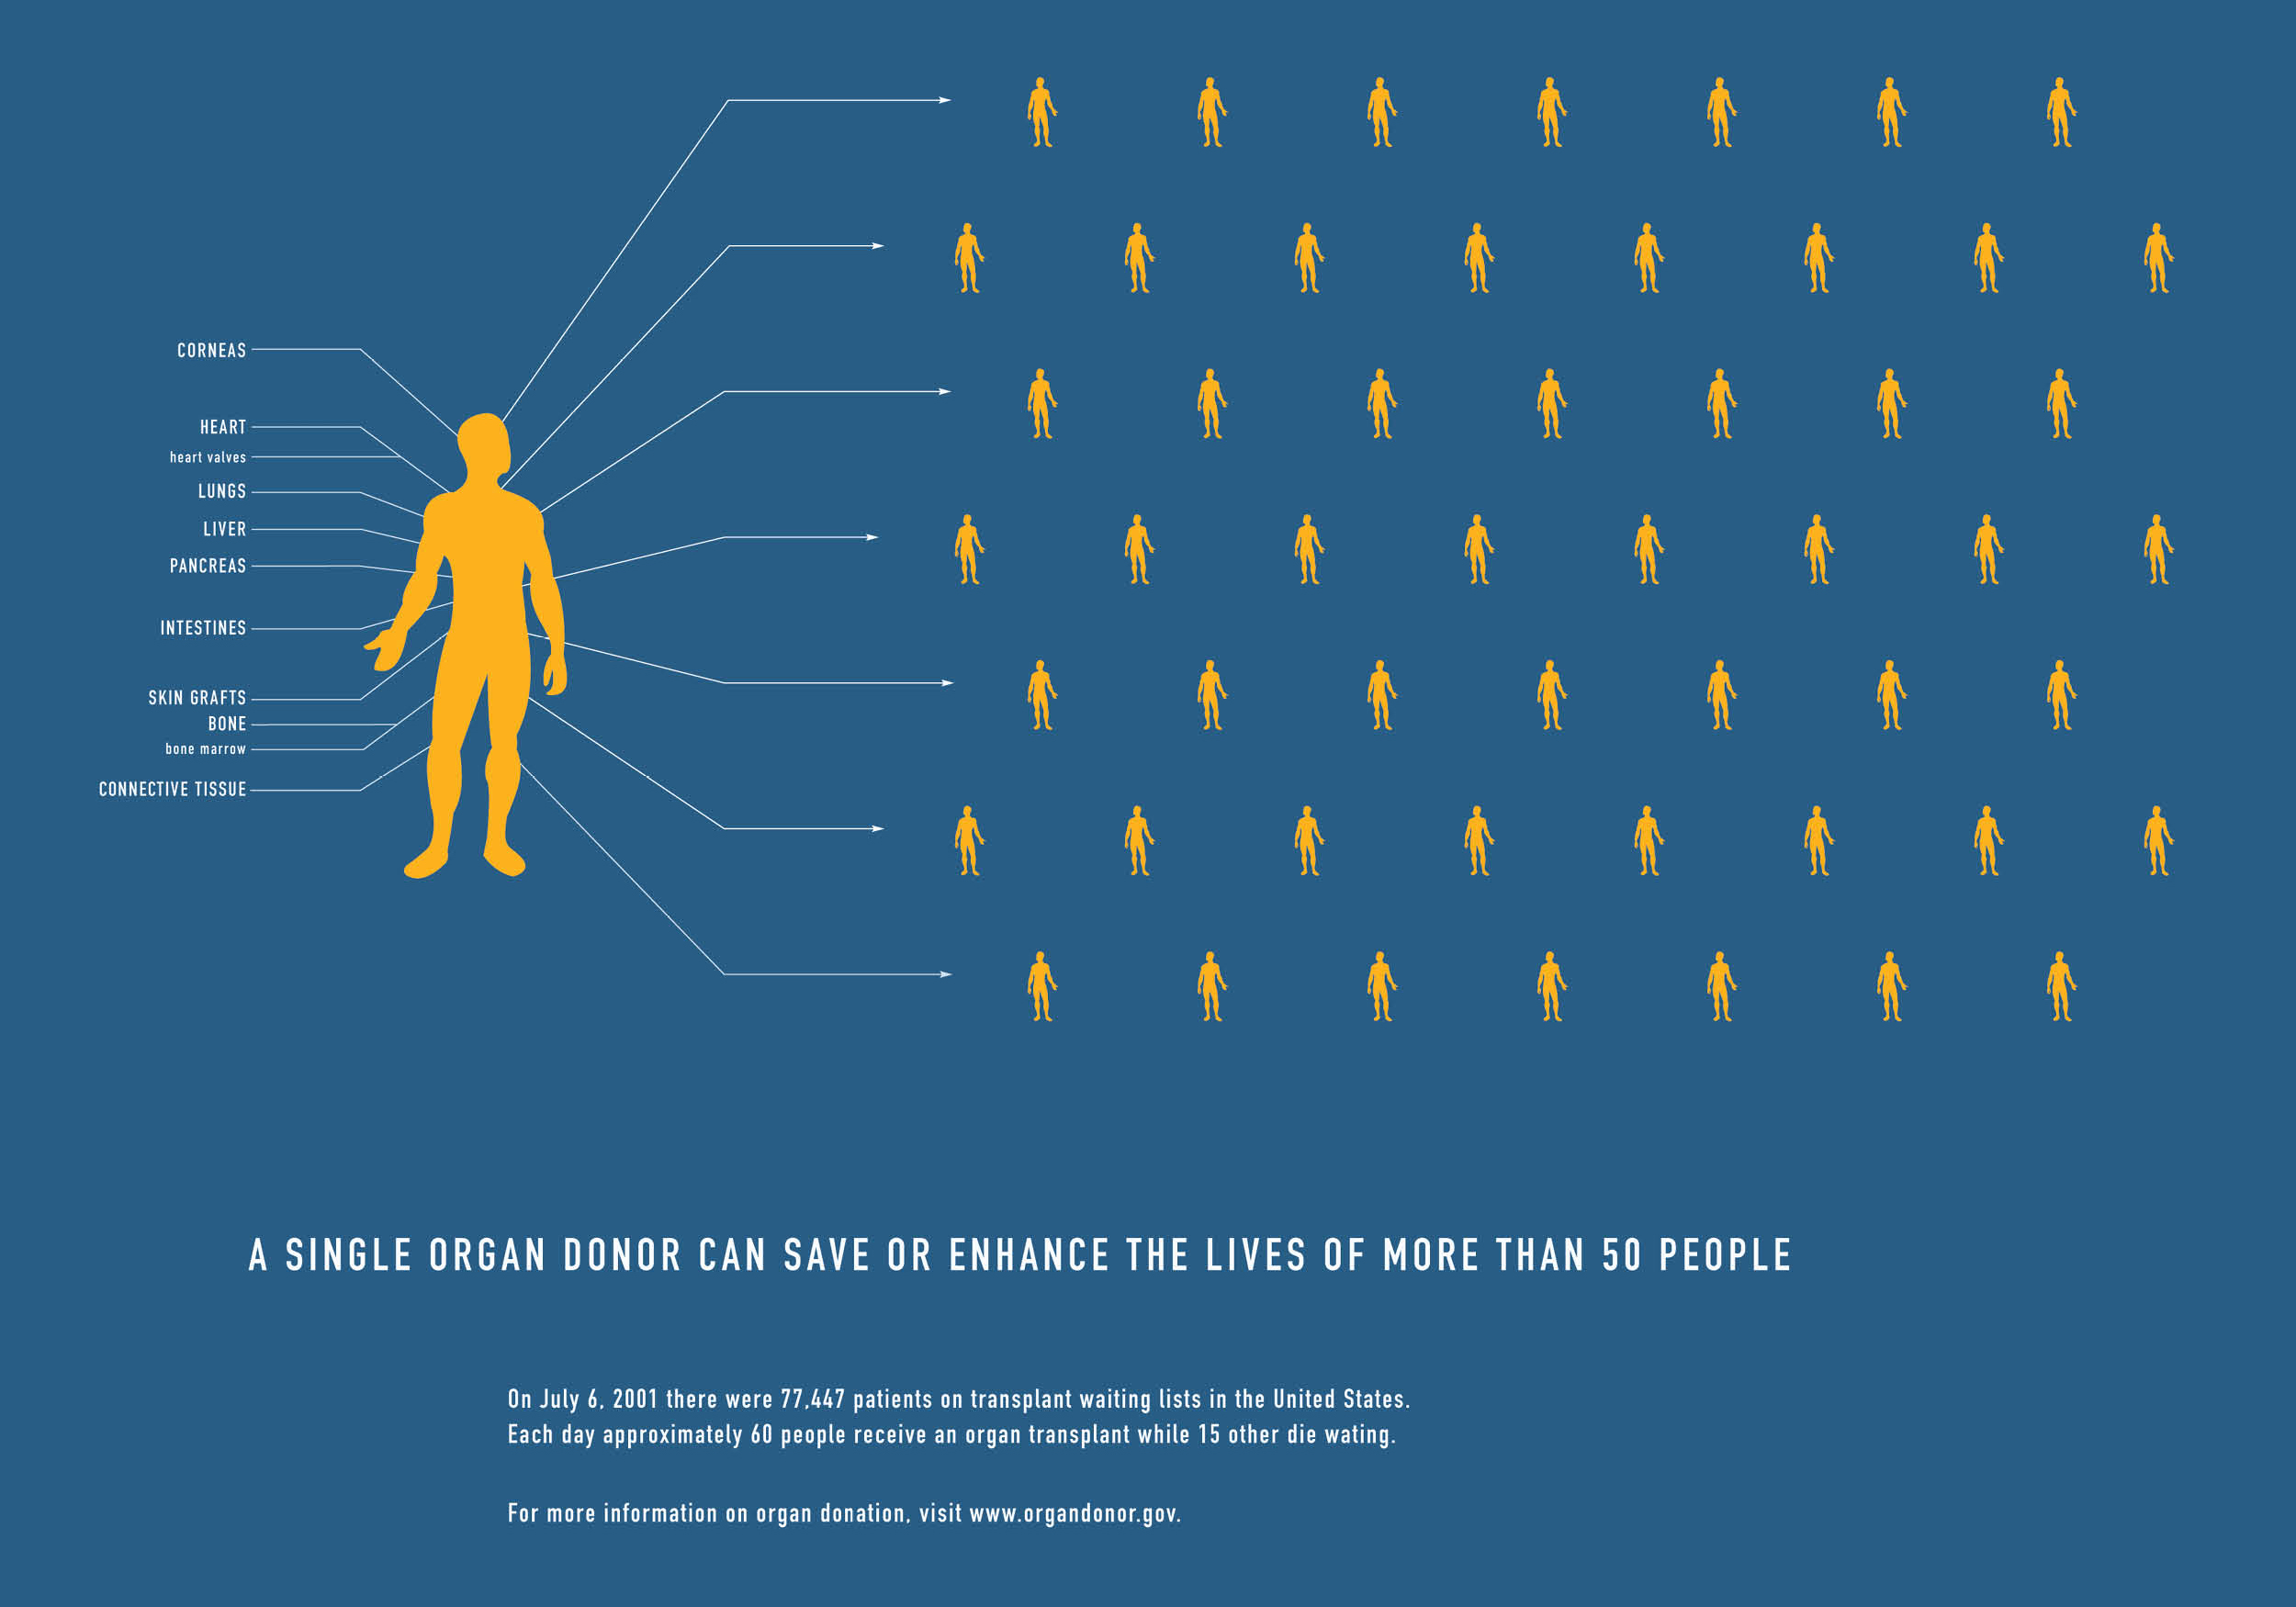 CORNEAS
HEART
heart valves
LUNGS
LIVER
PANCREAS
INTESTINES
SKIN GRAFTS
BONE
bone marrow
CONNECTIVE TISSUE
A SINGLE ORGAN DONOR CAN SAVE OR ENHANCE THE LIVES OF MORE THAN 50 PEOPLE
On July 6, 2001 there were 77,447 patients on transplant waiting lists in the United States.
Each day approximately 60 people receive an organ transplant while 15 other die wating.
For more information on organ donation, visit www.organdonor.gov.